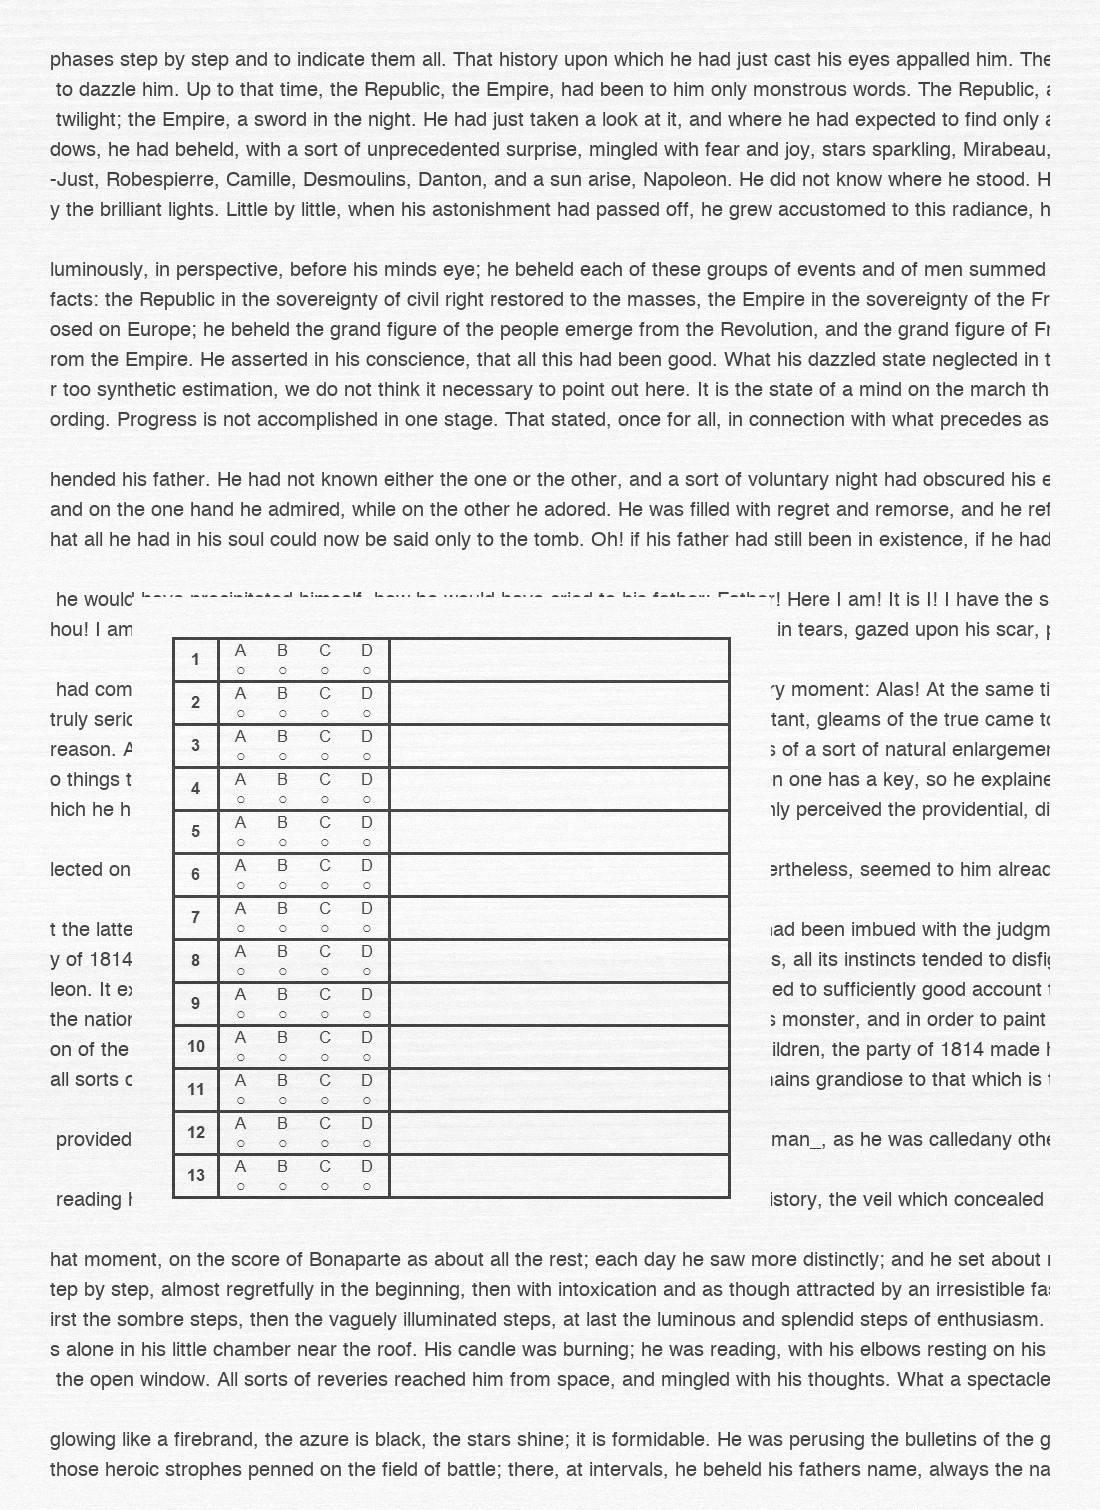 phases step by step and to indicate them all. That history upon which he had just cast his eyes appalled him. The
to dazzle him. Up to that time, the Republic, the Empire, had been to him only monstrous words. The Republic, a
twilight; the Empire, a sword in the night. He had just taken a look at it, and where he had expected to find only a
dows, he had beheld, with a sort of unprecedented surprise, mingled with fear and joy, stars sparkling, Mirabeau,
-Just, Robespierre, Camille, Desmoulins, Danton, and a sun arise, Napoleon. He did not know where he stood. H
y the brilliant lights. Little by little, when his astonishment had passed off, he grew accustomed to this radiance, h
luminously, in perspective, before his minds eye; he beheld each of these groups of events and of men summed
facts: the Republic in the sovereignty of civil right restored to the masses, the Empire in the sovereignty of the Fr
osed on Europe; he beheld the grand figure of the people emerge from the Revolution, and the grand figure of Fr
rom the Empire. He asserted in his conscience, that all this had been good. What his dazzled state neglected in t
r too synthetic estimation, we do not think it necessary to point out here. It is the state of a mind on the march th
ording. Progress is not accomplished in one stage. That stated, once for all, in connection with what precedes as
hended his father. He had not known either the one or the other, and a sort of voluntary night had obscured his e
and on the one hand he admired, while on the other he adored. He was filled with regret and remorse, and he ref
hat all he had in his soul could now be said only to the tomb. Oh! if his father had still been in existence, if he had
he would have precipitated himself, how he would have cried to his father: Father! Here I am! It is I! I have the s
hou! I am in tears, gazed upon his scar, p
had com ry moment: Alas! At the same ti
truly serio tant, gleams of the true came to
reason. A s of a sort of natural enlargemen
o things t n one has a key, so he explaine
hich he h nly perceived the providential, di
lected on ertheless, seemed to him alread
t the latte had been imbued with the judgm
y of 1814 s, all its instincts tended to disfig
leon. It ex ed to sufficiently good account t
the nation s monster, and in order to paint
on of the ildren, the party of 1814 made h
all sorts o ains grandiose to that which is t
provided man_, as he was calledany othe
reading h istory, the veil which concealed
1 A B C D
2 A B C D
3 A B C D
4 A B C D
5 A B C D
6 A B C D
7 A B C D
8 A B C D
9 A B C D
10 A B C D
11 A B C D
12 A B C D
13 A B C D
hat moment, on the score of Bonaparte as about all the rest; each day he saw more distinctly; and he set about r
tep by step, almost regretfully in the beginning, then with intoxication and as though attracted by an irresistible fas
irst the sombre steps, then the vaguely illuminated steps, at last the luminous and splendid steps of enthusiasm.
s alone in his little chamber near the roof. His candle was burning; he was reading, with his elbows resting on his
the open window. All sorts of reveries reached him from space, and mingled with his thoughts. What a spectacle
glowing like a firebrand, the azure is black, the stars shine; it is formidable. He was perusing the bulletins of the g
those heroic strophes penned on the field of battle; there, at intervals, he beheld his fathers name, always the na